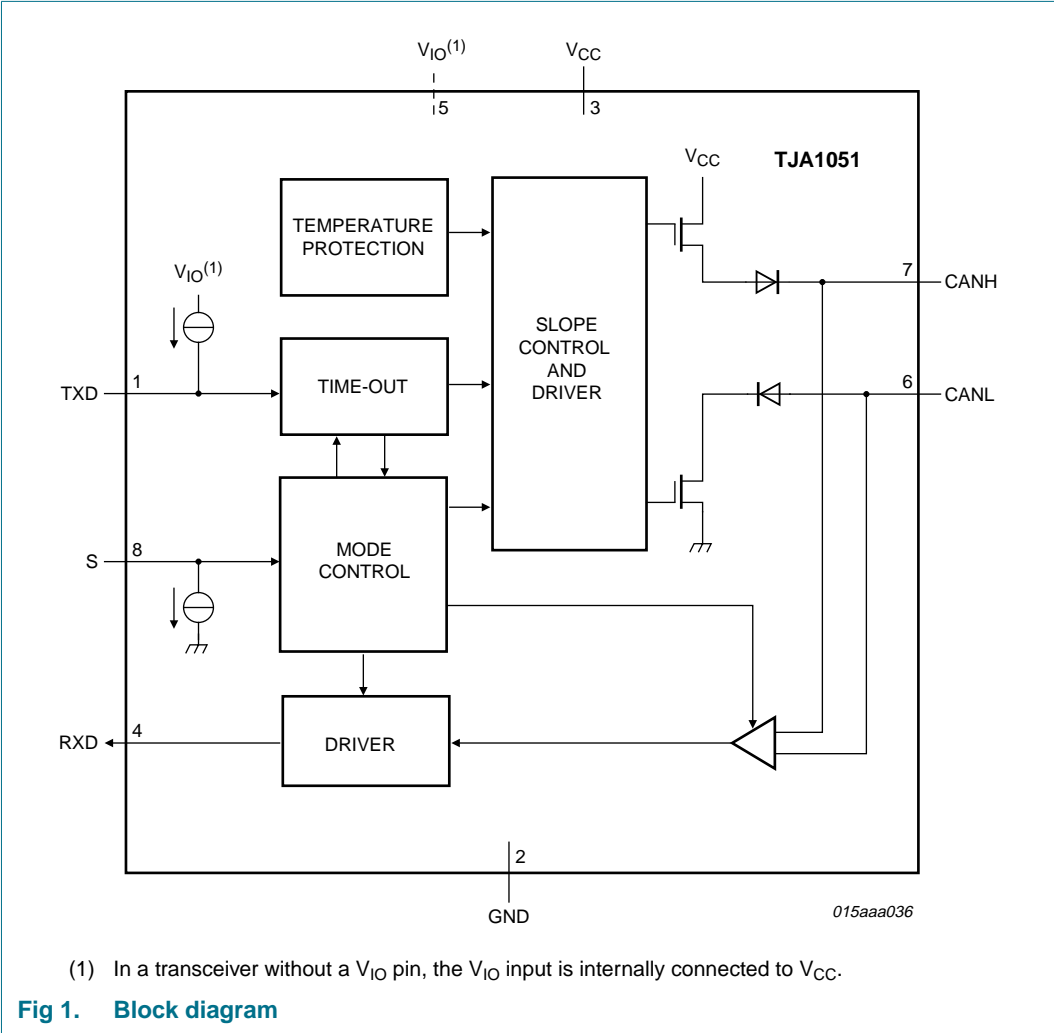 VIO(1)
VCC
5
3
VCC
TJA1051
TEMPERATURE
PROTECTION
VIO(1)
7
CANH
SLOPE
CONTROL
AND
DRIVER
TXD
1
TIME-OUT
6
CANL
S
8
MODE
CONTROL
RXD
4
DRIVER
2
GND
015aaa036
(1) In a transceiver without a VIO pin, the VIO input is internally connected to VCC.
Fig 1. Block diagram